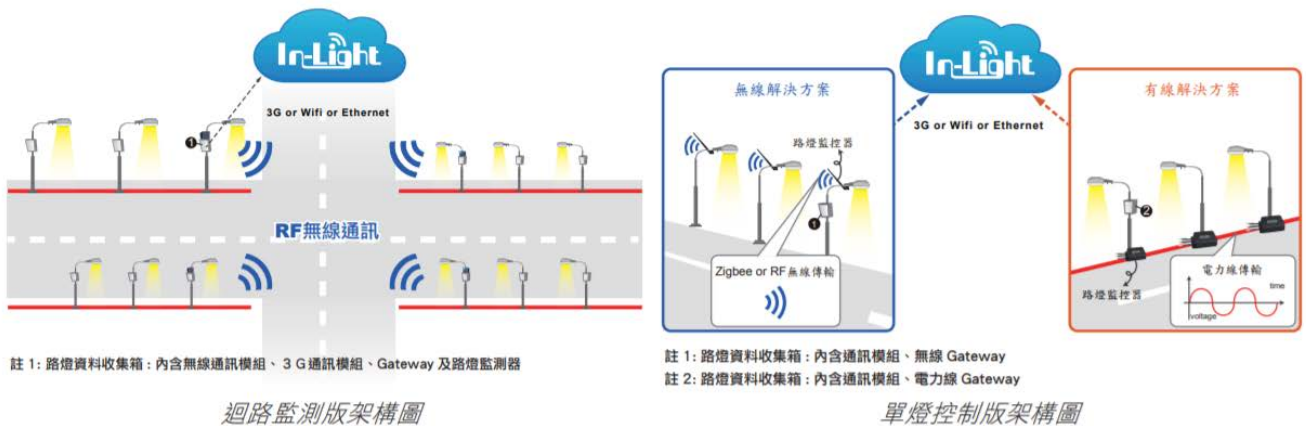 In-Light
3G or Wifi or Ethernet
1
RF無線通訊
註 1: 路燈資料收集箱 : 內含無線通訊模組、3 G 通訊模組、Gateway 及路燈監測器
迴路監測版架構圖
In-Light
3G or Wifi or Ethernet
無線解決方案
路燈監控器
1
Zigbee or RF 無線傳輸
有線解決方案
2
路燈監控器
電力線傳輸
time
voltage
註 1: 路燈資料收集箱 : 內含通訊模組、無線 Gateway
註 2: 路燈資料收集箱 : 內含通訊模組、電力線 Gateway
單燈控制版架構圖